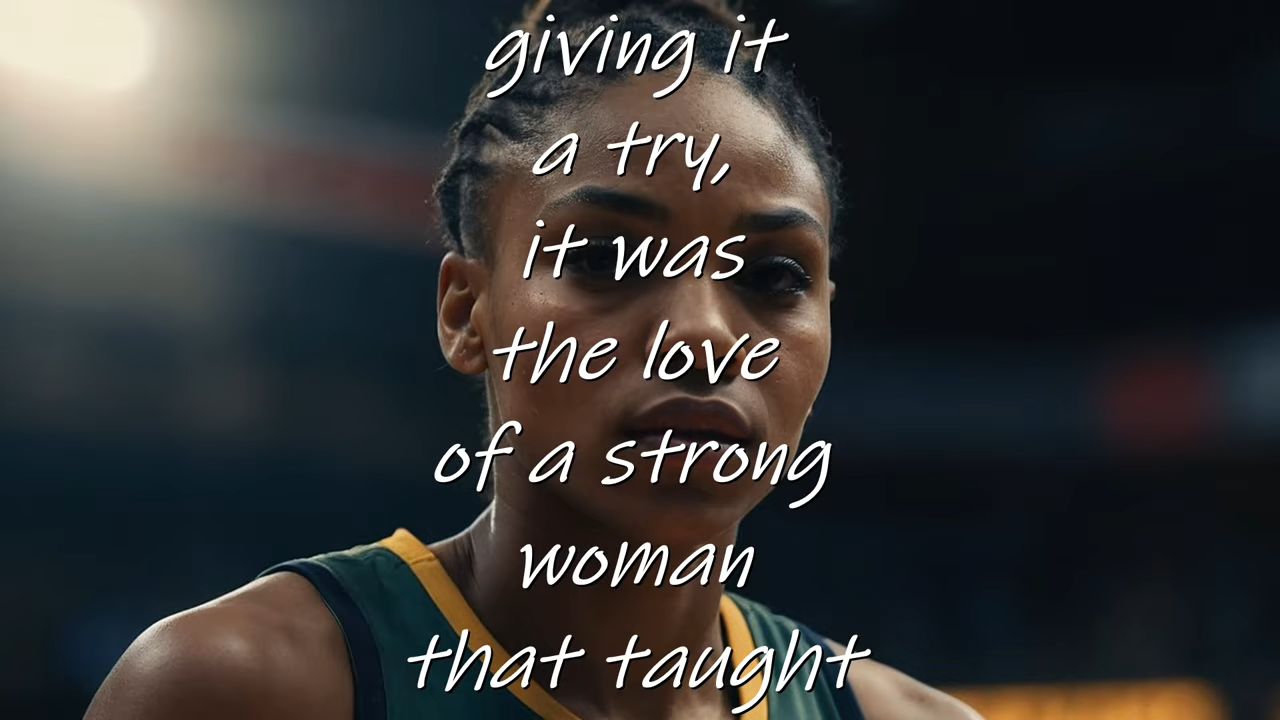 giving it
a try,
it was
the love
of a strong
woman
that taught